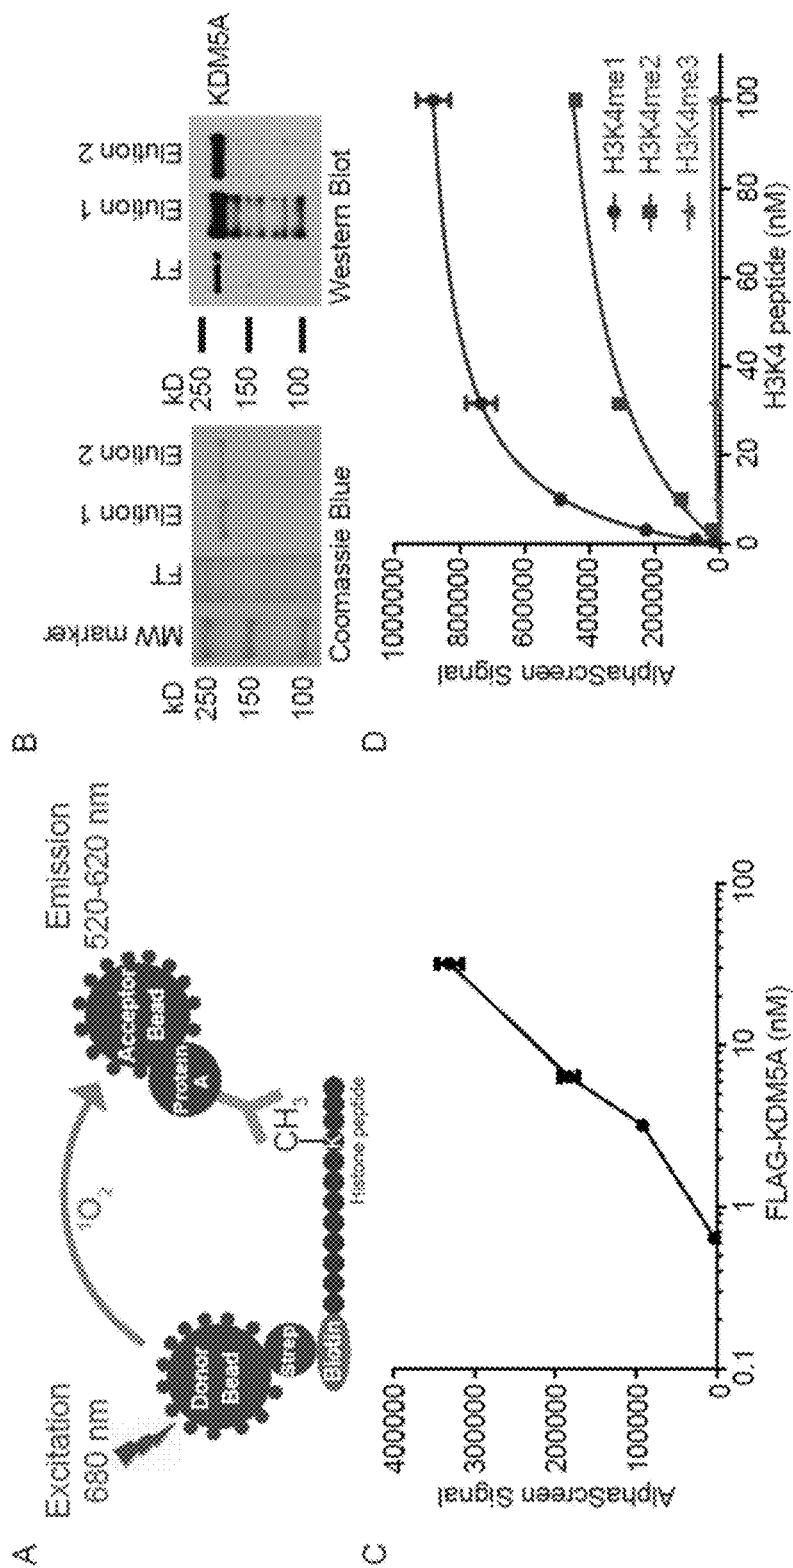 A
Excitation
680 nm
Donor
Bead
Strep
Biotin
¹O₂
Emission
520-620 nm
Acceptor
Bead
Protein
A
CH₃
K
Histone peptide
B
kD
250
150
100
MW marker
FT
Elution 1
Elution 2
Coomassie Blue
kD
250
150
100
FT
Elution 1
Elution 2
KDM5A
Western Blot
C
AlphaScreen Signal
400000
300000
200000
100000
0
0.1
1
10
100
FLAG-KDM5A (nM)
D
AlphaScreen Signal
1000000
800000
600000
400000
200000
0
0
20
40
60
80
100
H3K4 peptide (nM)
H3K4me1
H3K4me2
H3K4me3